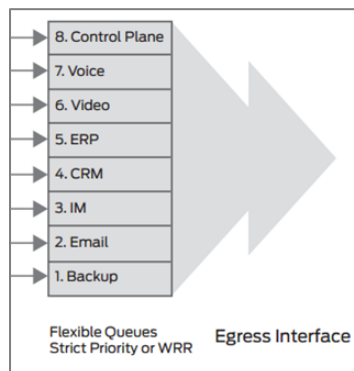 8. Control Plane
7. Voice
6. Video
5. ERP
4. CRM
3. IM
2. Email
1. Backup
Flexible Queues
Strict Priority or WRR
Egress Interface